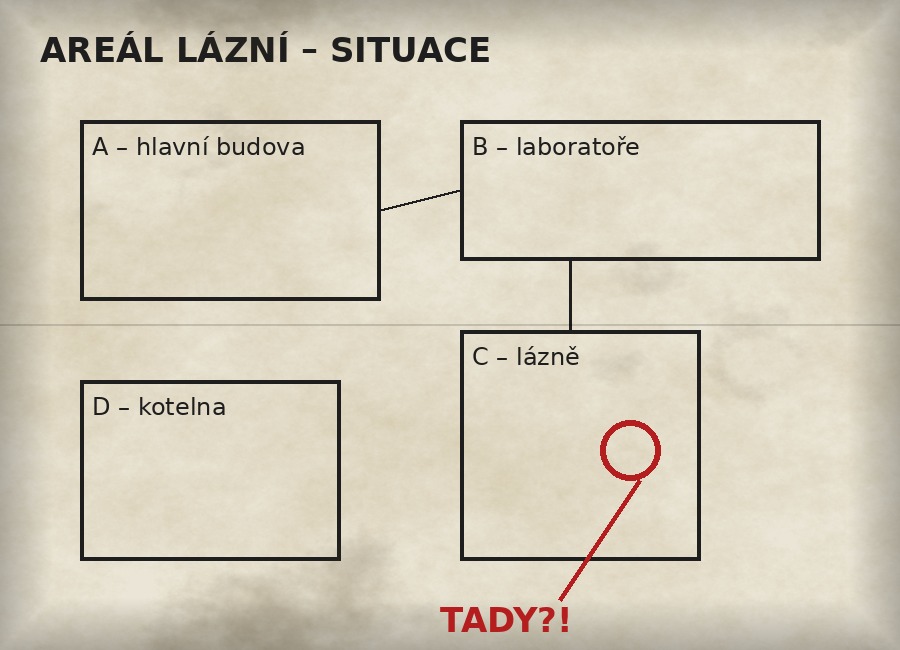 AREÁL LÁZNÍ – SITUACE
A – hlavní budova
B – laboratoře
C – lázně
D – kotelna
TADY?!